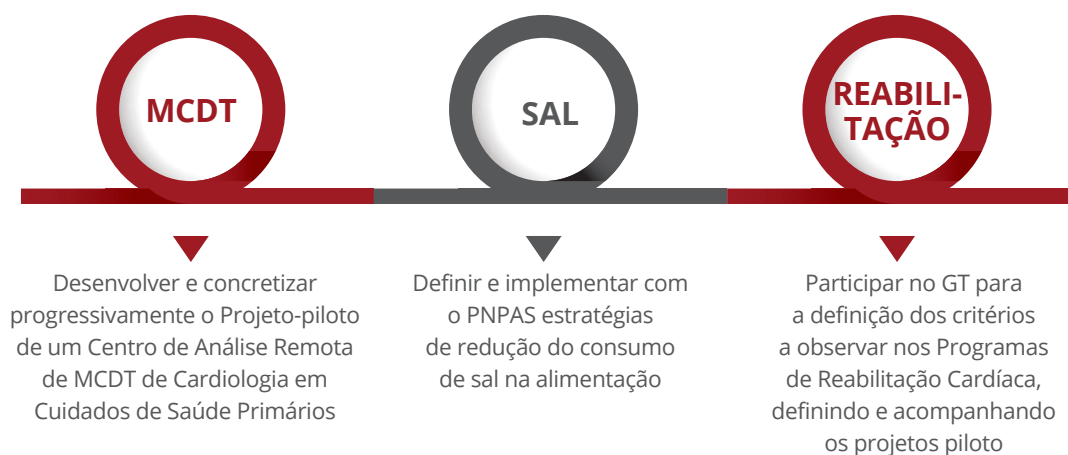 MCDT
Desenvolver e concretizar
progressivamente o Projeto-piloto
de um Centro de Análise Remota
de MCDT de Cardiologia em
Cuidados de Saúde Primários
SAL
Definir e implementar com
o PNPAS estratégias
de redução do consumo
de sal na alimentação
REABILI-
TAÇÃO
Participar no GT para
a definição dos critérios
a observar nos Programas
de Reabilitação Cardíaca,
definindo e acompanhando
os projetos piloto